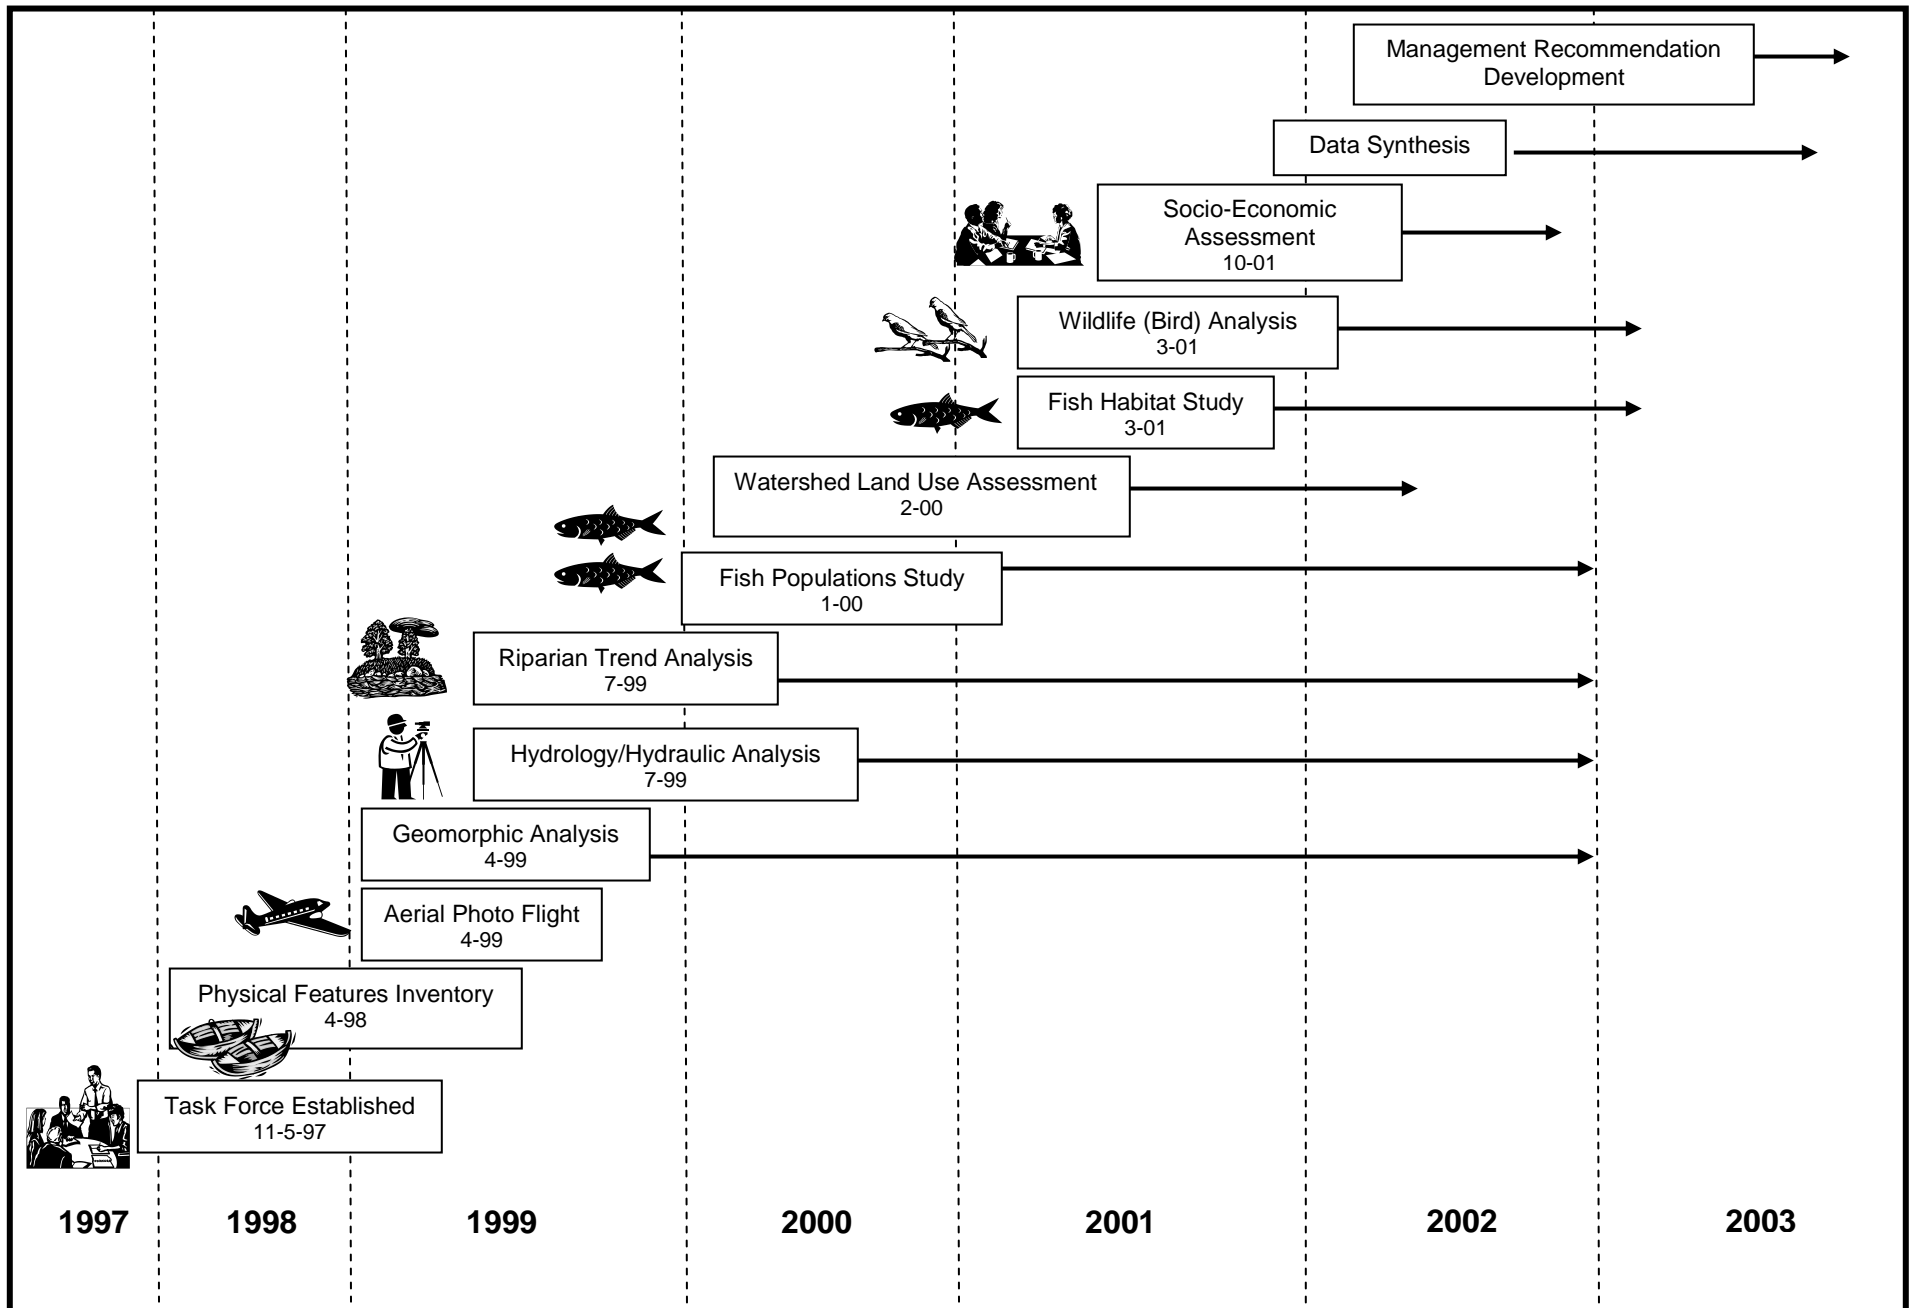 Management Recommendation
Development
Data Synthesis
Socio-Economic
Assessment
10-01
Wildlife (Bird) Analysis
3-01
Fish Habitat Study
3-01
Watershed Land Use Assessment
2-00
Fish Populations Study
1-00
Riparian Trend Analysis
7-99
Hydrology/Hydraulic Analysis
7-99
Geomorphic Analysis
4-99
Aerial Photo Flight
4-99
Physical Features Inventory
4-98
Task Force Established
11-5-97
1997 1998 1999 2000 2001 2002 2003